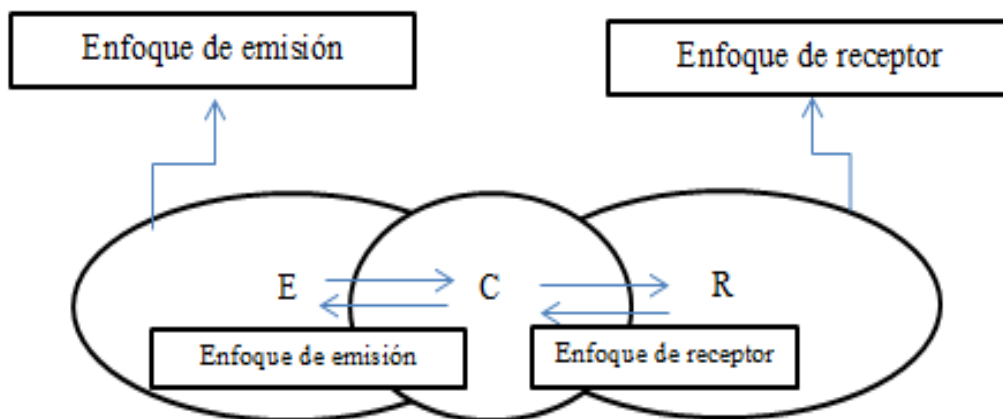 Enfoque de emisión
Enfoque de receptor
E
C
R
Enfoque de emisión
Enfoque de receptor